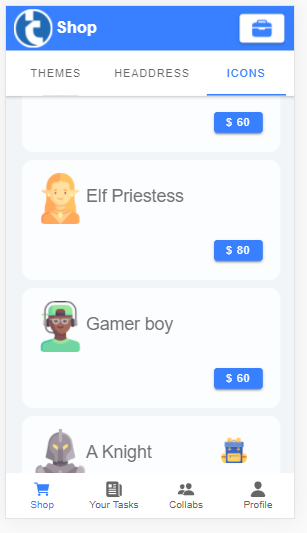 Shop
THEMES HEADDRESS ICONS
$ 60
Elf Priestess
$ 80
Gamer boy
$ 60
A Knight
Shop Your Tasks Collabs Profile